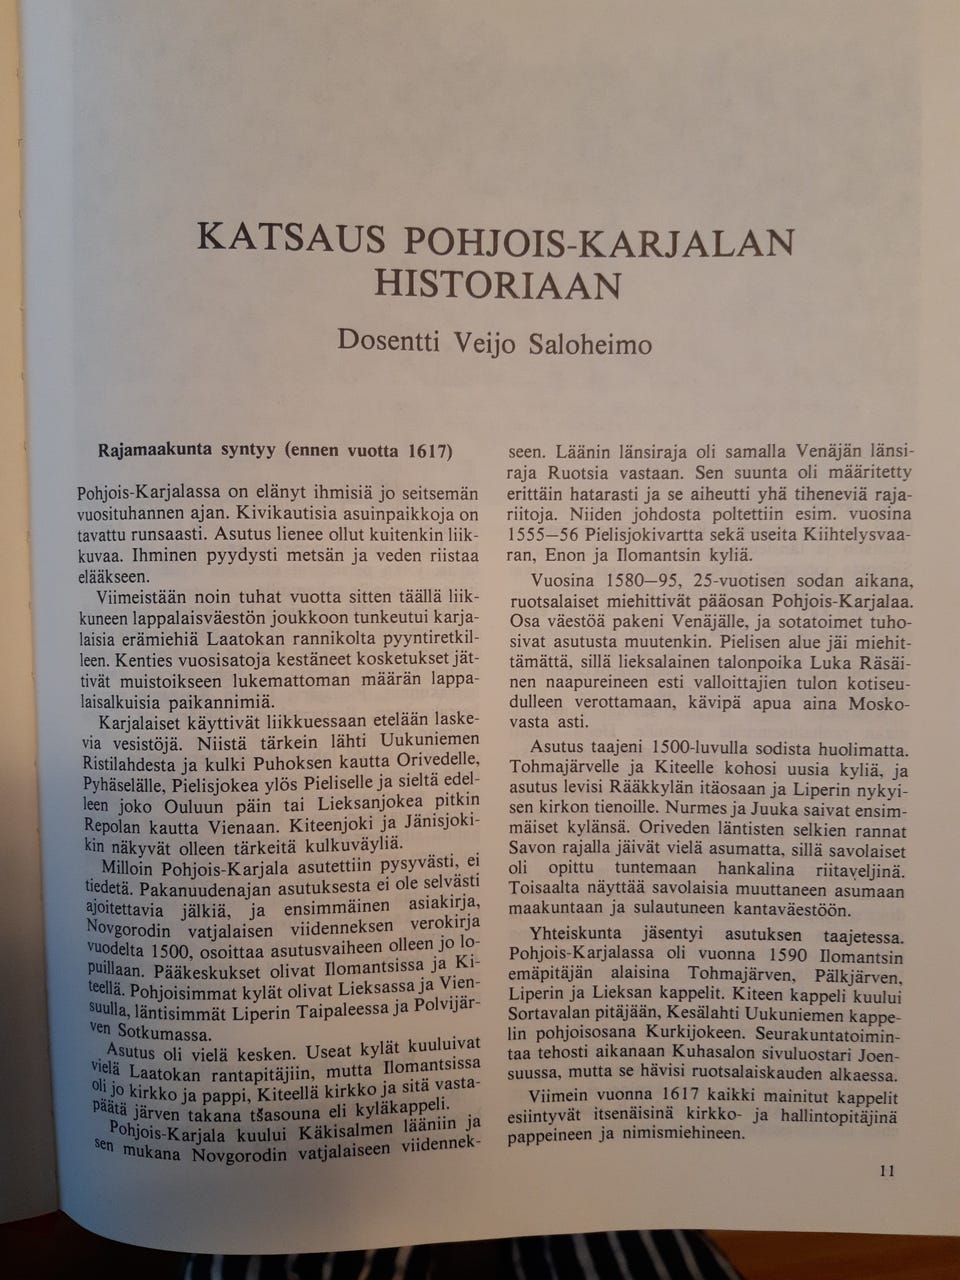 KATSAUS POHJOIS-KARJALAN
HISTORIAAN
Dosentti Veijo Saloheimo
Rajamaakunta syntyy (ennen vuotta 1617)
Pohjois-Karjalassa on elänyt ihmisiä jo seitsemän
vuosituhannen ajan. Kivikautisia asuinpaikkoja on
tavattu runsaasti. Asutus lienee ollut kuitenkin liik-
kuvaa. Ihminen pyydysti metsän ja veden riistaa
elääkseen.
Viimeistään noin tuhat vuotta sitten täällä liik-
kuneen lappalaisväestön joukkoon tunkeutui karja-
laisia erämiehiä Laatokan rannikolta pyyntiretkil-
leen. Kenties vuosisatoja kestäneet kosketukset jät-
tivät muistoikseen lukemattoman määrän lappa-
laisalkuisia paikannimiä.
Karjalaiset käyttivät liikkuessaan etelään laske-
via vesistöjä. Niistä tärkein lähti Uukuniemen
Ristilahdesta ja kulki Puhoksen kautta Orivedelle,
Pyhäselälle, Pielisjokea ylös Pieliselle ja sieltä edel-
leen joko Ouluun päin tai Lieksanjokea pitkin
Repolan kautta Vienaan. Kiteenjoki ja Jänisjoki-
kin näkyvät olleen tärkeitä kulkuväyliä.
Milloin Pohjois-Karjala asutettiin pysyvästi, ei
tiedetä. Pakanuudenajan asutuksesta ei ole selvästi
ajoitettavia jälkiä, ja ensimmäinen asiakirja,
Novgorodin vatjalaisen viidenneksen verokirja
vuodelta 1500, osoittaa asutusvaiheen olleen jo lo-
puillaan. Pääkeskukset olivat Ilomantsissa ja Ki-
teellä. Pohjoisimmat kylät olivat Lieksassa ja Vien-
suulla, läntisimmät Liperin Taipaleessa ja Polvijär-
ven Sotkumassa.
Asutus oli vielä kesken. Useat kylät kuuluivat
vielä Laatokan rantapitäjiin, mutta Ilomantsissa
oli jo kirkko ja pappi, Kiteellä kirkko ja sitä vasta-
päätä järven takana tšasouna eli kyläkappeli.
Pohjois-Karjala kuului Käkisalmen lääniin ja
sen mukana Novgorodin vatjalaiseen viidennek-
seen. Läänin länsiraja oli samalla Venäjän länsi-
raja Ruotsia vastaan. Sen suunta oli määritetty
erittäin hatarasti ja se aiheutti yhä tiheneviä raja-
riitoja. Niiden johdosta poltettiin esim. vuosina
1555—56 Pielisjokivartta sekä useita Kiihtelysvaa-
ran, Enon ja Ilomantsin kyliä.
Vuosina 1580—95, 25-vuotisen sodan aikana,
ruotsalaiset miehittivät pääosan Pohjois-Karjalaa.
Osa väestöä pakeni Venäjälle, ja sotatoimet tuho-
sivat asutusta muutenkin. Pielisen alue jäi miehit-
tämättä, sillä lieksalainen talonpoika Luka Räsäi-
nen naapureineen esti valloittajien tulon kotiseu-
dulleen verottamaan, kävipä apua aina Mosko-
vasta asti.
Asutus taajeni 1500-luvulla sodista huolimatta.
Tohmajärvelle ja Kiteelle kohosi uusia kyliä, ja
asutus levisi Rääkkylän itäosaan ja Liperin nykyi-
sen kirkon tienoille. Nurmes ja Juuka saivat ensim-
mäiset kylänsä. Oriveden läntisten selkien rannat
Savon rajalla jäivät vielä asumatta, sillä savolaiset
oli opittu tuntemaan hankalina riitaveljinä.
Toisaalta näyttää savolaisia muuttaneen asumaan
maakuntaan ja sulautuneen kantaväestöön.
Yhteiskunta jäsentyi asutuksen taajetessa.
Pohjois-Karjalassa oli vuonna 1590 Ilomantsin
emäpitäjän alaisina Tohmajärven, Pälkjärven,
Liperin ja Lieksan kappelit. Kiteen kappeli kuului
Sortavalan pitäjään, Kesälahti Uukuniemen kappe-
lin pohjoisosana Kurkijokeen. Seurakuntatoimin-
taa tehosti aikanaan Kuhasalon sivuluostari Joen-
suussa, mutta se hävisi ruotsalaiskauden alkaessa.
Viimein vuonna 1617 kaikki mainitut kappelit
esiintyvät itsenäisinä kirkko- ja hallintopitäjinä
pappeineen ja nimismiehineen.
11